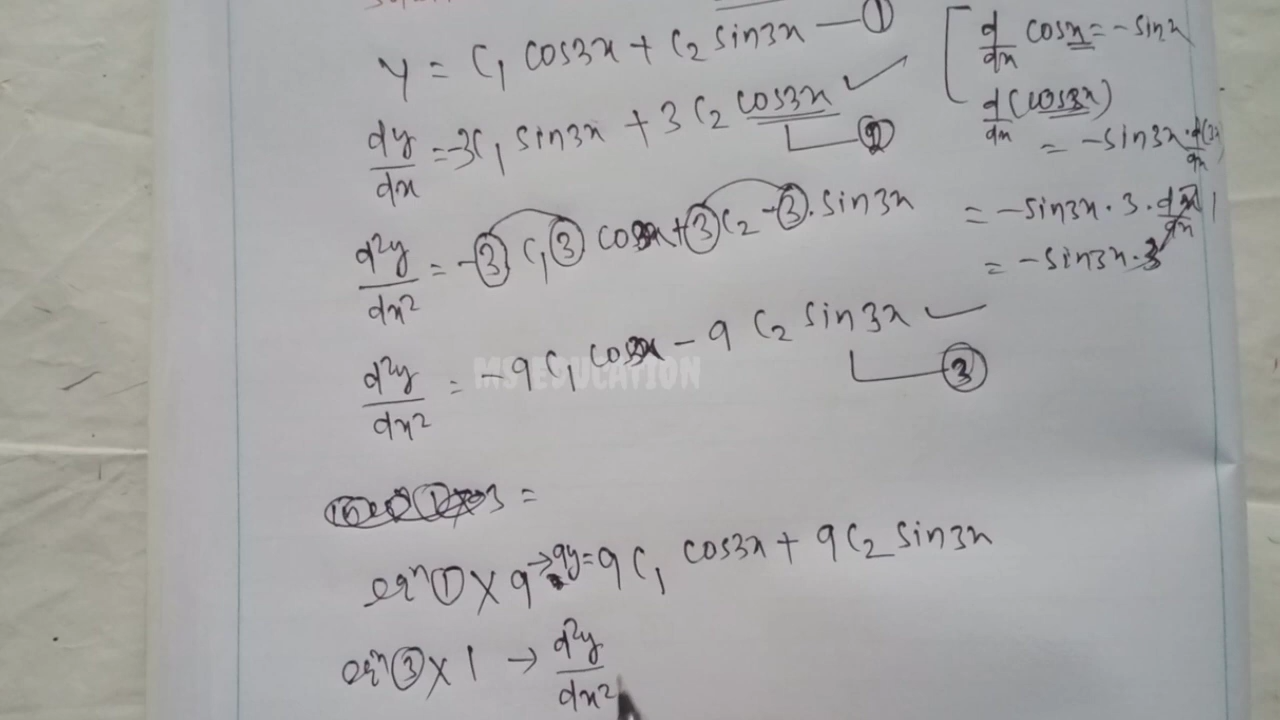 y = C₁ cos3x + C₂ sin3x — ①
dy/dx = -3C₁ sin3x + 3C₂ cos3x ✓
②
d²y/dx² = -3 C₁ 3 cos3x + 3 C₂ -3 . sin3x
d²y/dx² = -9 C₁ cos3x - 9 C₂ sin3x ✓
③
[ d/dx cosx = -sinx
d/dx (cos3x)
= -sin3x · d(3x)/dx
= -sin3x · 3 · dx/dx 1
= -sin3x · 3
MS EDUCATION
3 =
eqⁿ ① X 9 → 9y = 9C₁ cos3x + 9C₂ sin3x
eqⁿ ③ X 1 → d²y/dx²